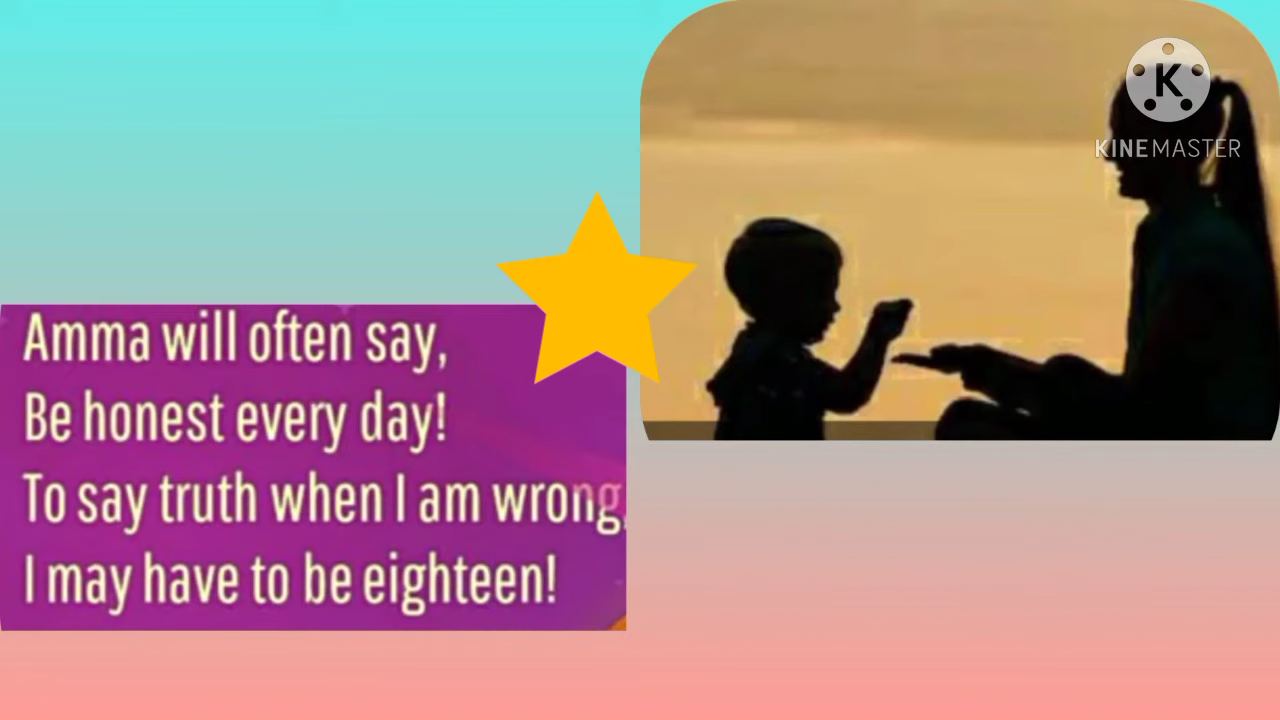 Amma will often say,
Be honest every day!
To say truth when I am wrong,
I may have to be eighteen!
K
KINEMASTER